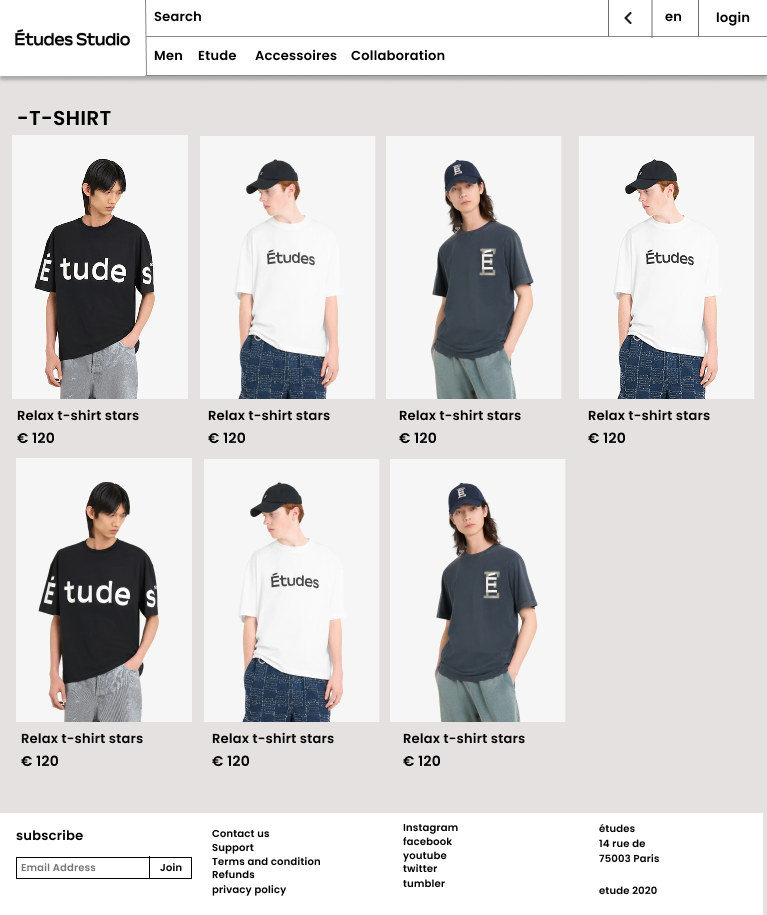 Études Studio
Search
en
login
Men Etude Accessoires Collaboration
-T-SHIRT
É tude s
Études
É
É
Études
Relax t-shirt stars
Relax t-shirt stars
Relax t-shirt stars
Relax t-shirt stars
€ 120
€ 120
€ 120
€ 120
É tude s
Études
É
É
Relax t-shirt stars
Relax t-shirt stars
Relax t-shirt stars
€ 120
€ 120
€ 120
subscribe
Email Address
Join
Contact us
Support
Terms and condition
Refunds
privacy policy
Instagram
facebook
youtube
twitter
tumbler
études
14 rue de
75003 Paris
etude 2020